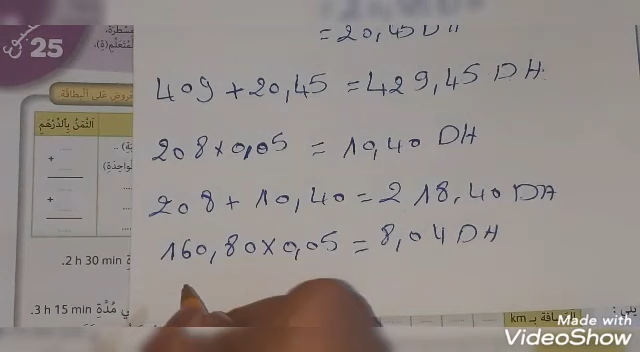 = 20,45 DH
409 + 20,45 = 429,45 DH
208 x 0,05 = 10,40 DH
208 + 10,40 = 218,40 DH
160,80 x 0,05 = 8,04 DH
25
اَلثَّمَنُ بِالدِّرْهَمِ
+
+
2 h 30 min.
3 h 15 min.
km
Made with
VideoShow